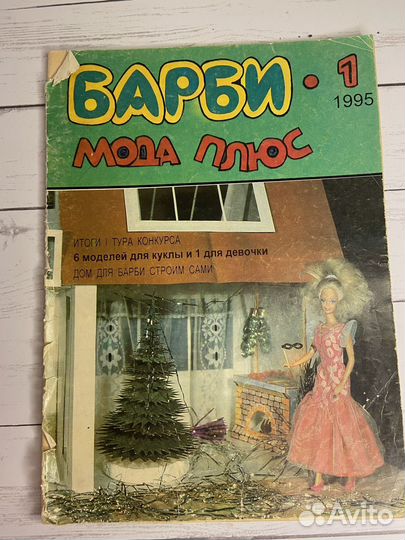 БАРБИ · 1
1995
МОДА ПЛЮС
ИТОГИ I ТУРА КОНКУРСА
6 моделей для куклы и 1 для девочки
ДОМ ДЛЯ БАРБИ СТРОИМ САМИ
Avito